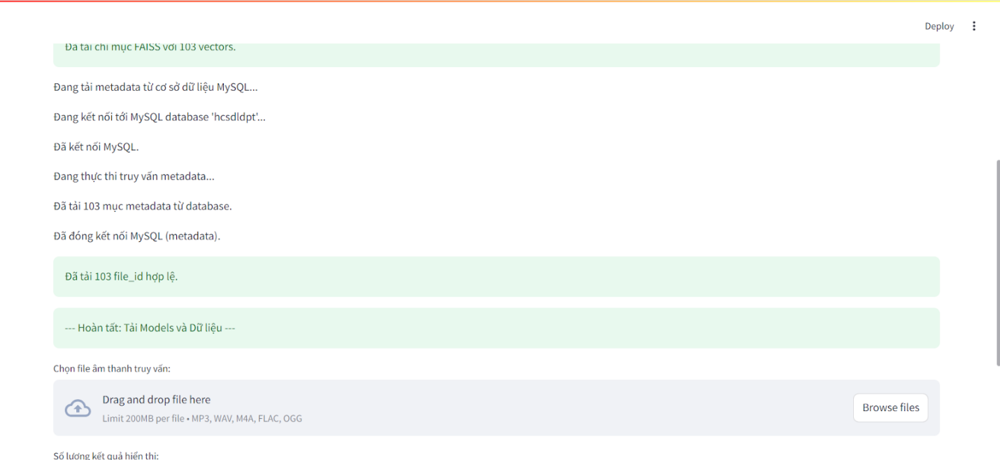 Deploy
Đã tải chỉ mục FAISS với 103 vectors.
Đang tải metadata từ cơ sở dữ liệu MySQL...
Đang kết nối tới MySQL database 'hcsdldpt'...
Đã kết nối MySQL.
Đang thực thi truy vấn metadata...
Đã tải 103 mục metadata từ database.
Đã đóng kết nối MySQL (metadata).
Đã tải 103 file_id hợp lệ.
--- Hoàn tất: Tải Models và Dữ liệu ---
Chọn file âm thanh truy vấn:
Drag and drop file here
Limit 200MB per file • MP3, WAV, M4A, FLAC, OGG
Browse files
Số lượng kết quả hiển thị: